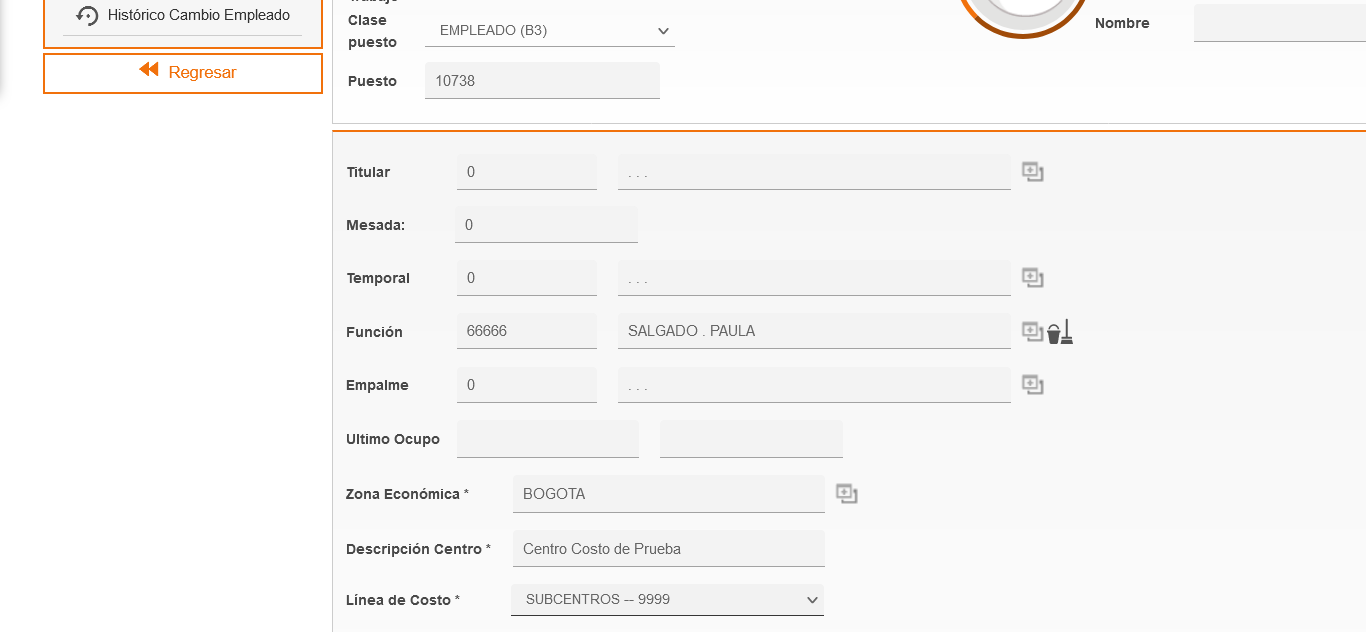 Histórico Cambio Empleado
Regresar
Trabajo
Clase puesto EMPLEADO (B3)
Nombre
Puesto 10738
Titular 0 . . .
Mesada: 0
Temporal 0 . . .
Función 66666 SALGADO . PAULA
Empalme 0 . . .
Ultimo Ocupo
Zona Económica * BOGOTA
Descripción Centro * Centro Costo de Prueba
Línea de Costo * SUBCENTROS -- 9999